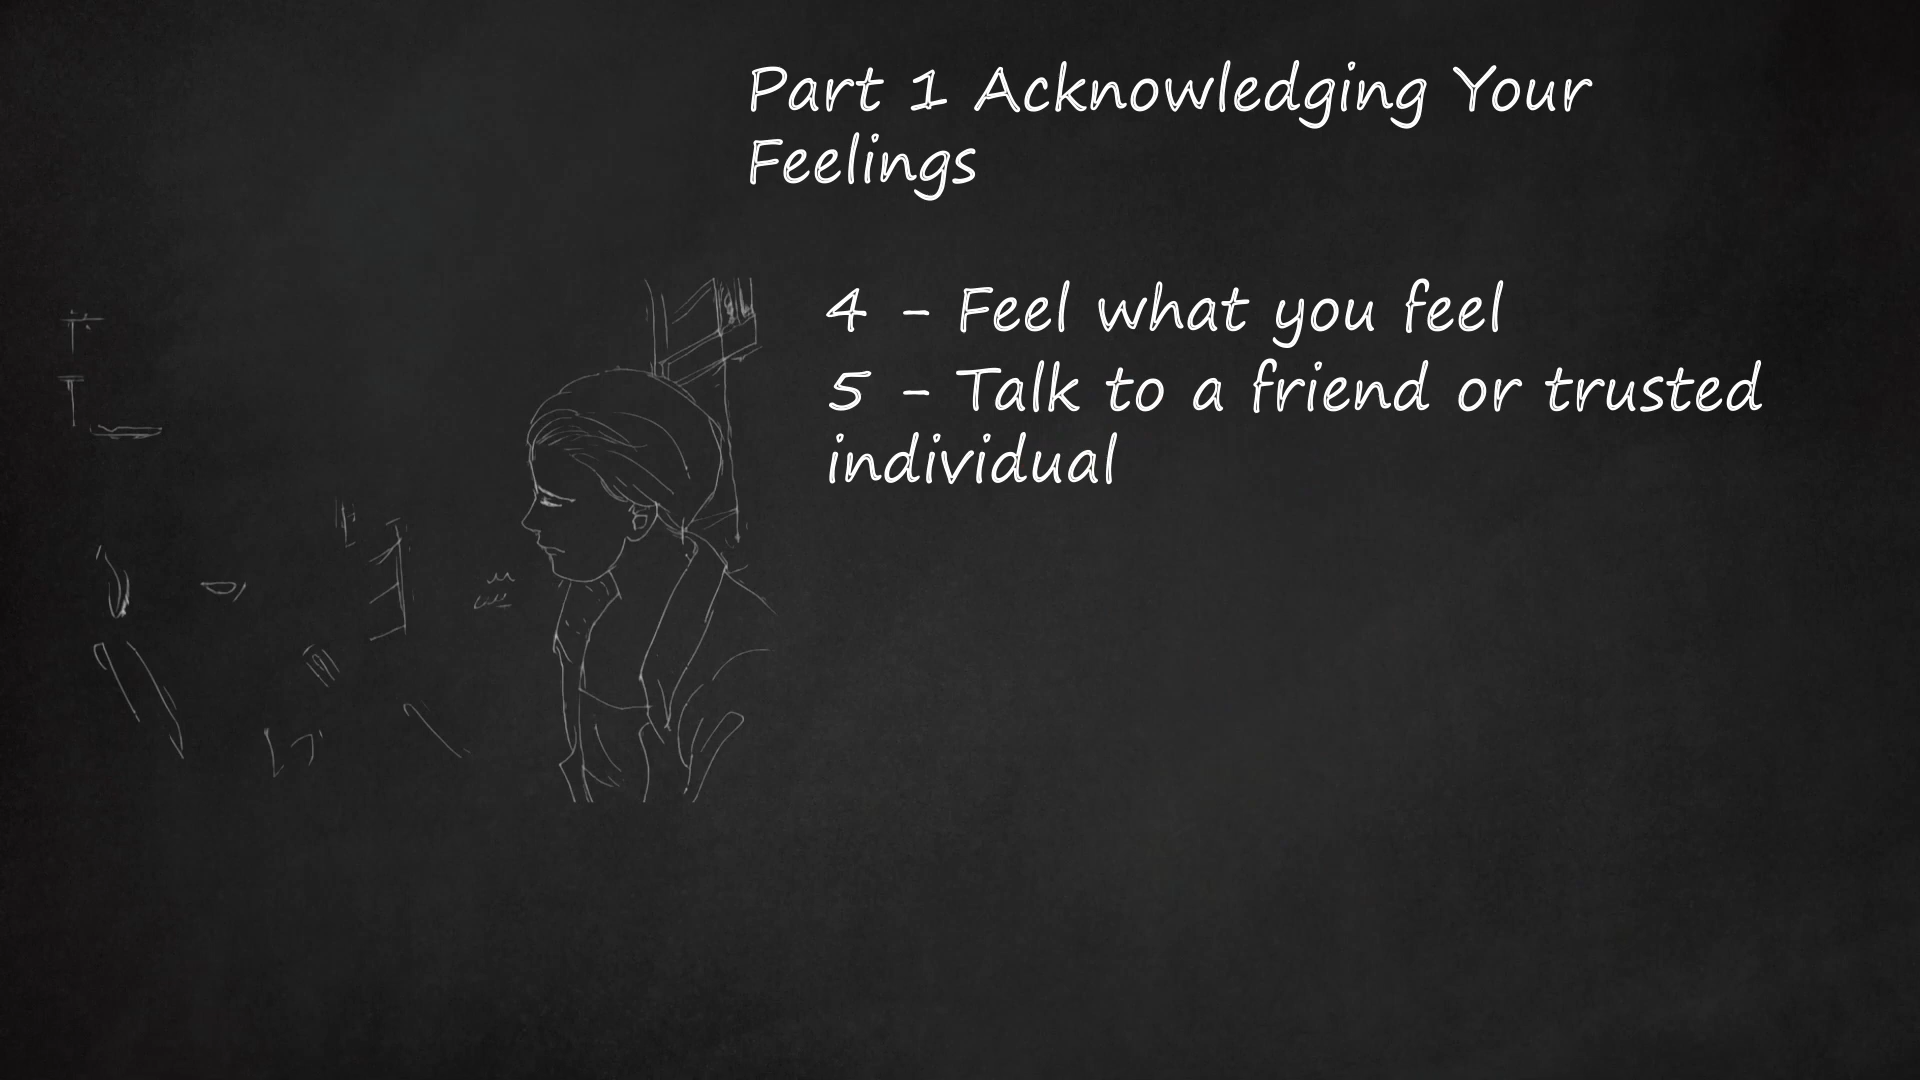 Part 1 Acknowledging Your
Feelings
4 - Feel what you feel
5 - Talk to a friend or trusted
individual